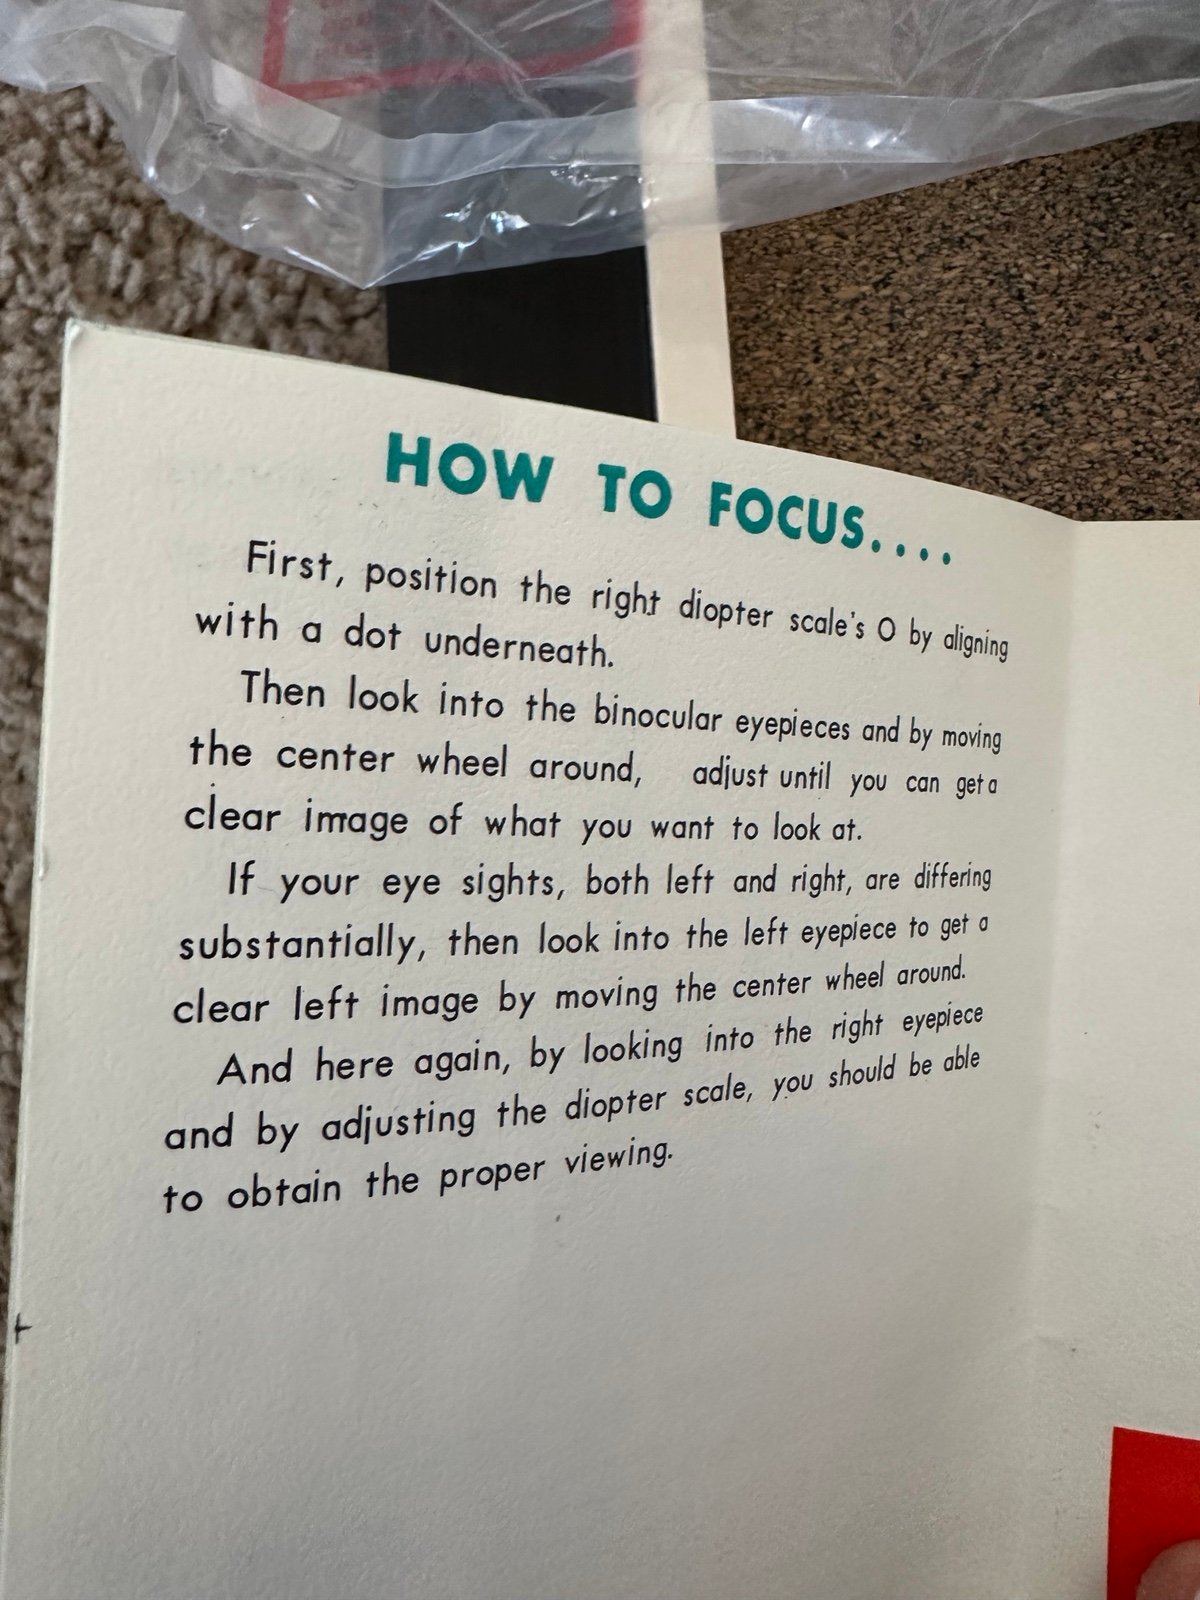 HOW TO FOCUS....
First, position the right diopter scale's O by aligning
with a dot underneath.
Then look into the binocular eyepieces and by moving
the center wheel around, adjust until you can get a
clear image of what you want to look at.
If your eye sights, both left and right, are differing
substantially, then look into the left eyepiece to get a
clear left image by moving the center wheel around.
And here again, by looking into the right eyepiece
and by adjusting the diopter scale, you should be able
to obtain the proper viewing.